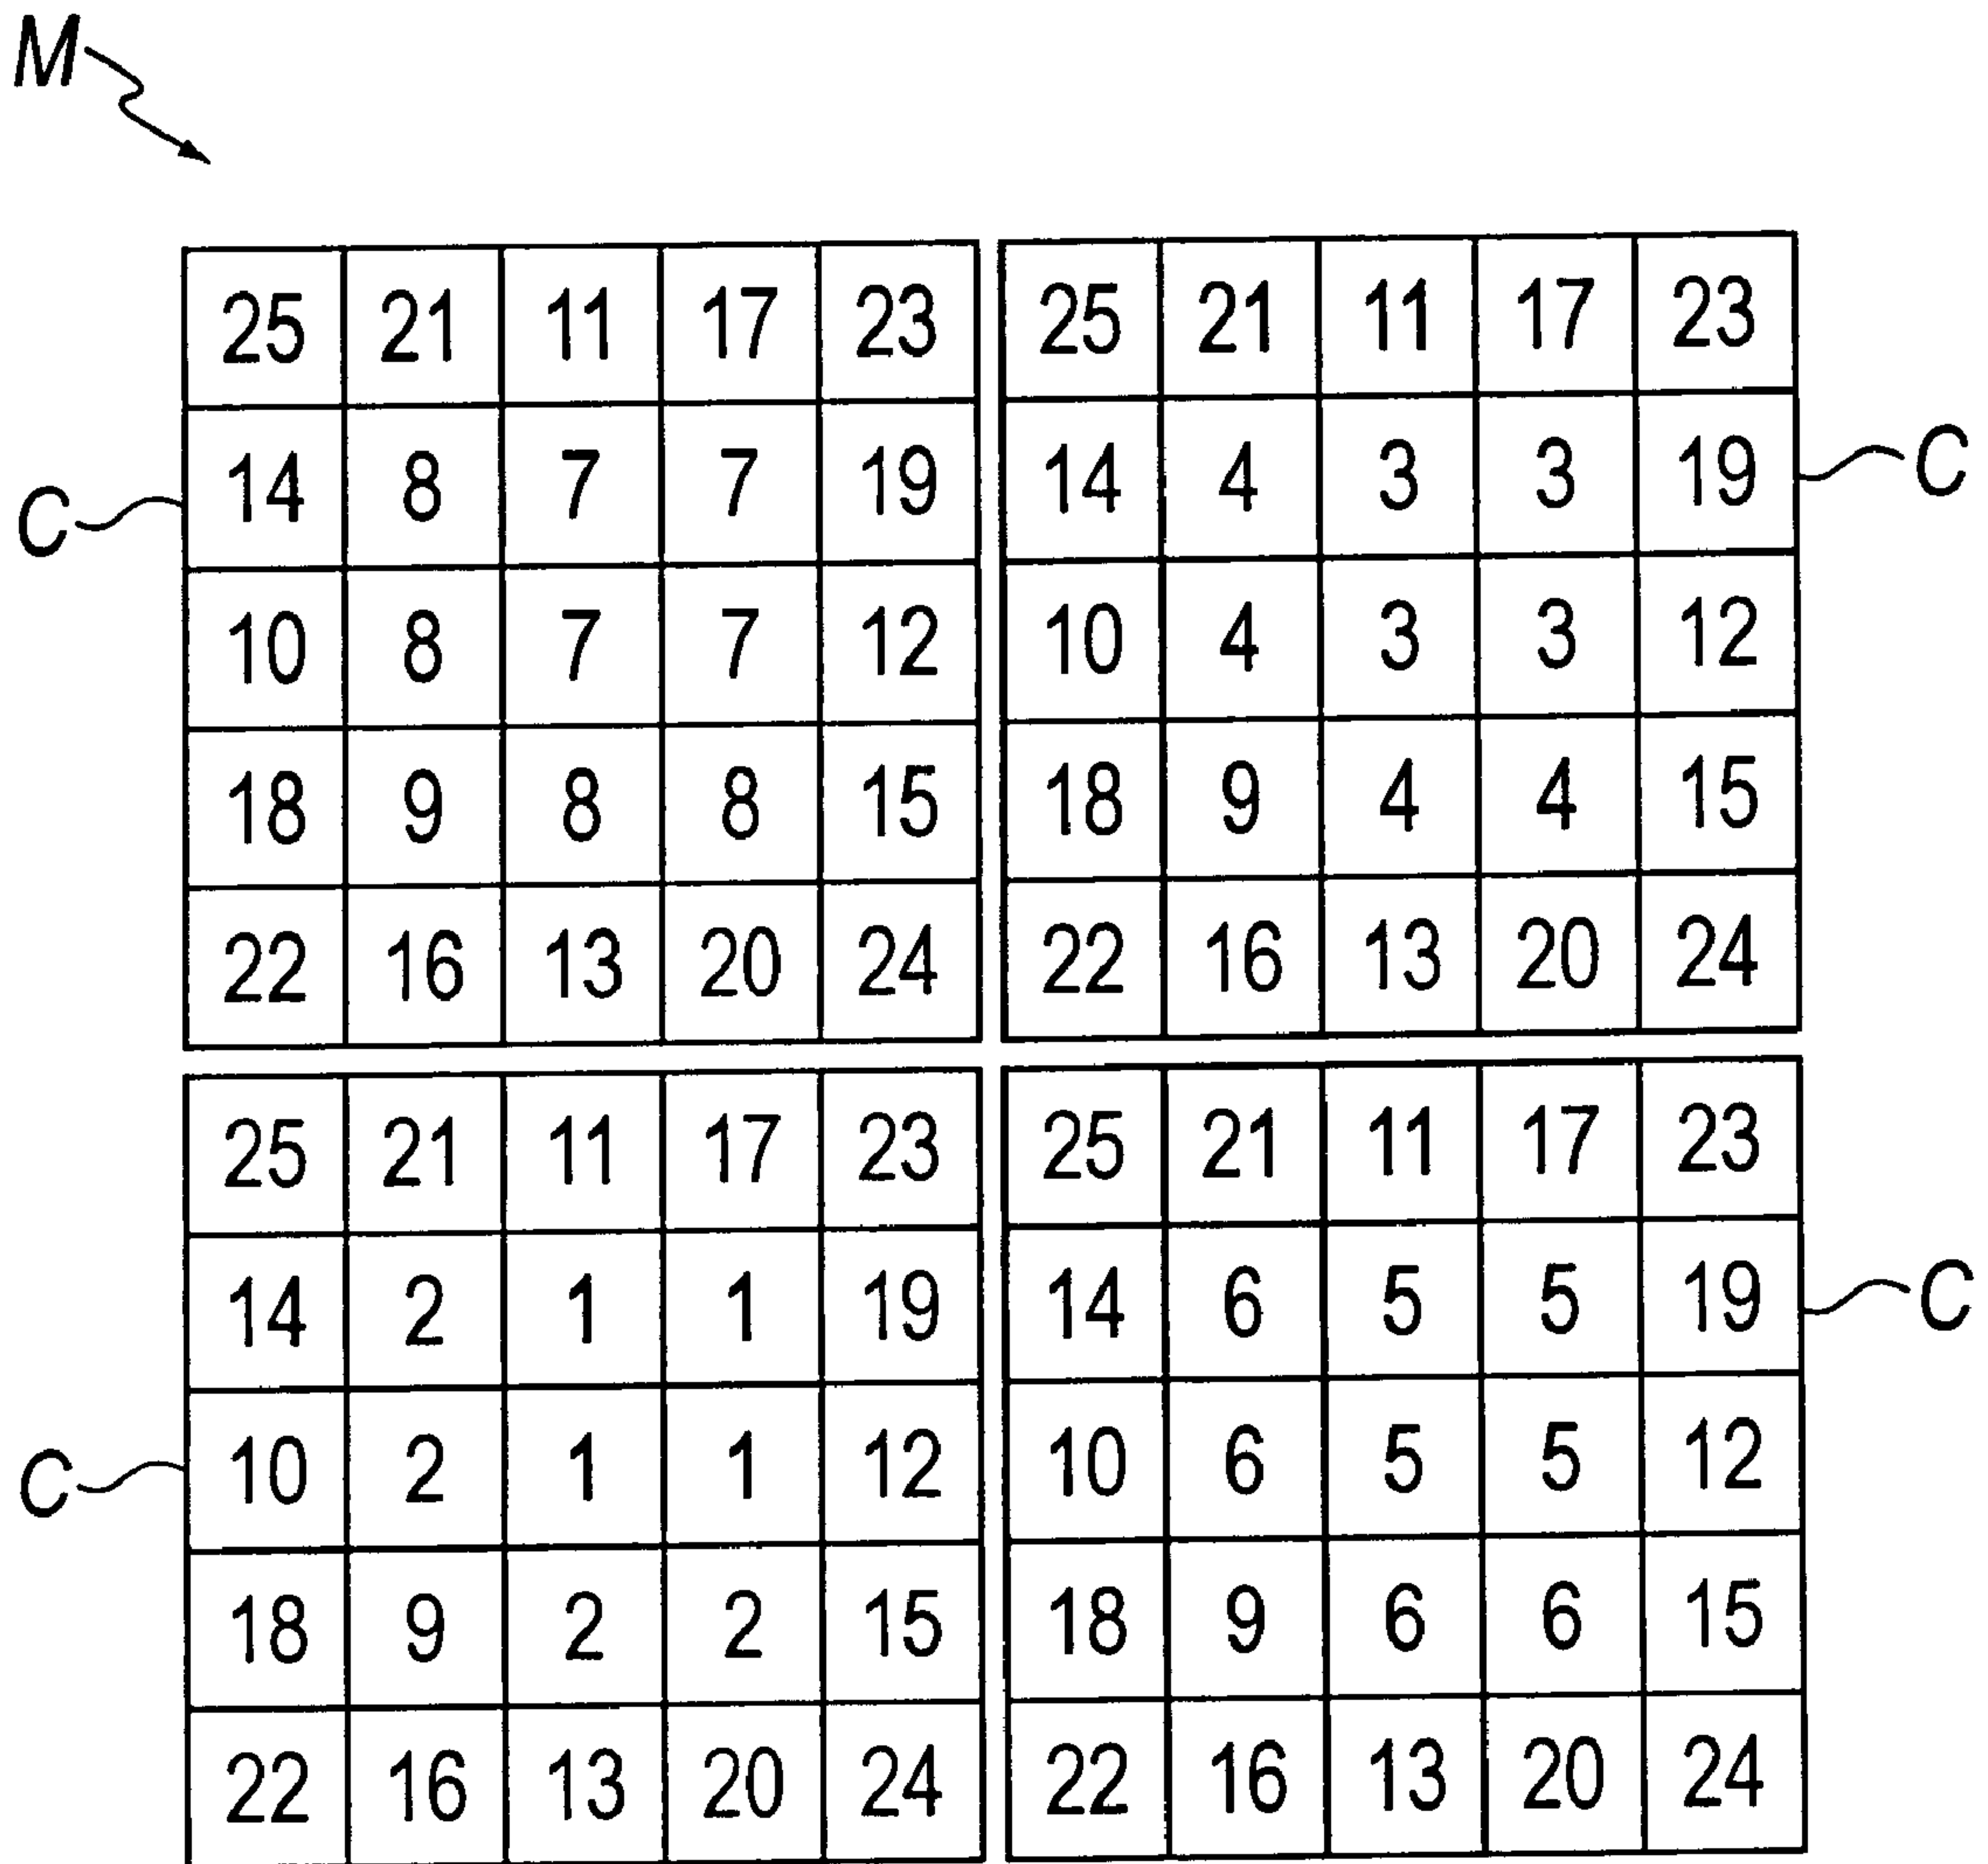 M
25 21 11 17 23 25 21 11 17 23
14 8 7 7 19 14 4 3 3 19 C
C
10 8 7 7 12 10 4 3 3 12
18 9 8 8 15 18 9 4 4 15
22 16 13 20 24 22 16 13 20 24
25 21 11 17 23 25 21 11 17 23
14 2 1 1 19 14 6 5 5 19 C
C 10 2 1 1 12 10 6 5 5 12
18 9 2 2 15 18 9 6 6 15
22 16 13 20 24 22 16 13 20 24